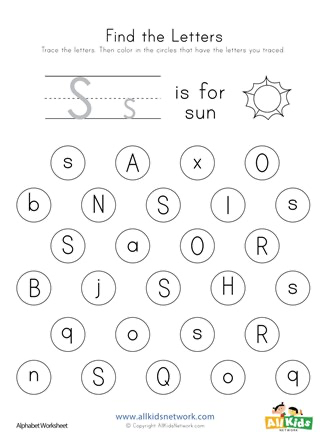 Find the Letters
Trace the letters. Then color in the circles that have the letters you traced
S s is for
sun
s A x O
b N S I s
S a O R
B j S H s
q o s R
n S Q o q
Alphabet Worksheet
www.allkidsnetwork.com
© Copyright AllKidsNetwork.com
All Kids
NETWORK